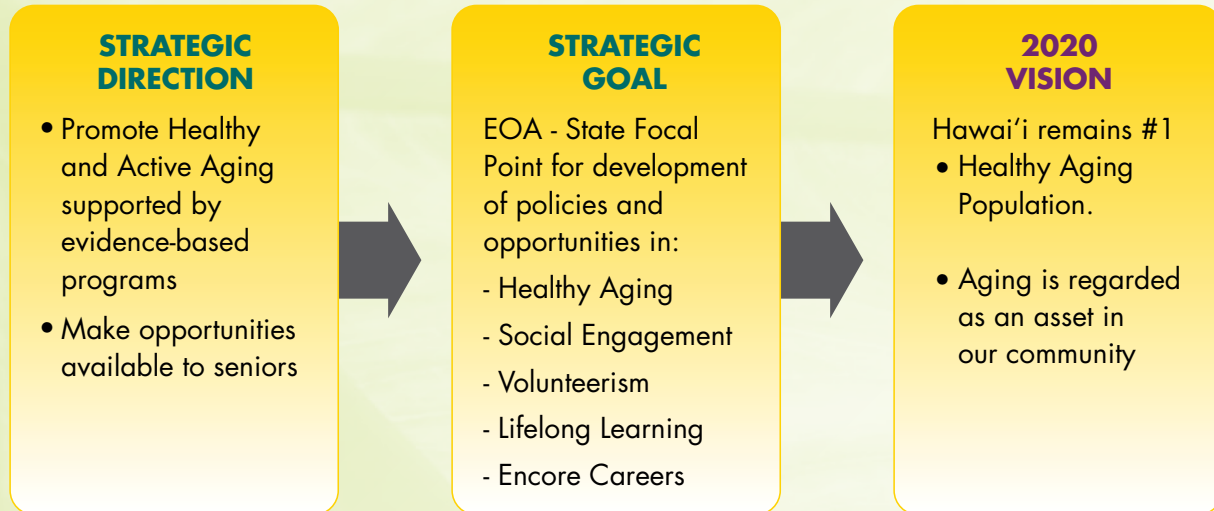 STRATEGIC
DIRECTION
• Promote Healthy
and Active Aging
supported by
evidence-based
programs
• Make opportunities
available to seniors
STRATEGIC
GOAL
EOA - State Focal
Point for development
of policies and
opportunities in:
- Healthy Aging
- Social Engagement
- Volunteerism
- Lifelong Learning
- Encore Careers
2020
VISION
Hawai‘i remains #1
• Healthy Aging
Population.
• Aging is regarded
as an asset in
our community